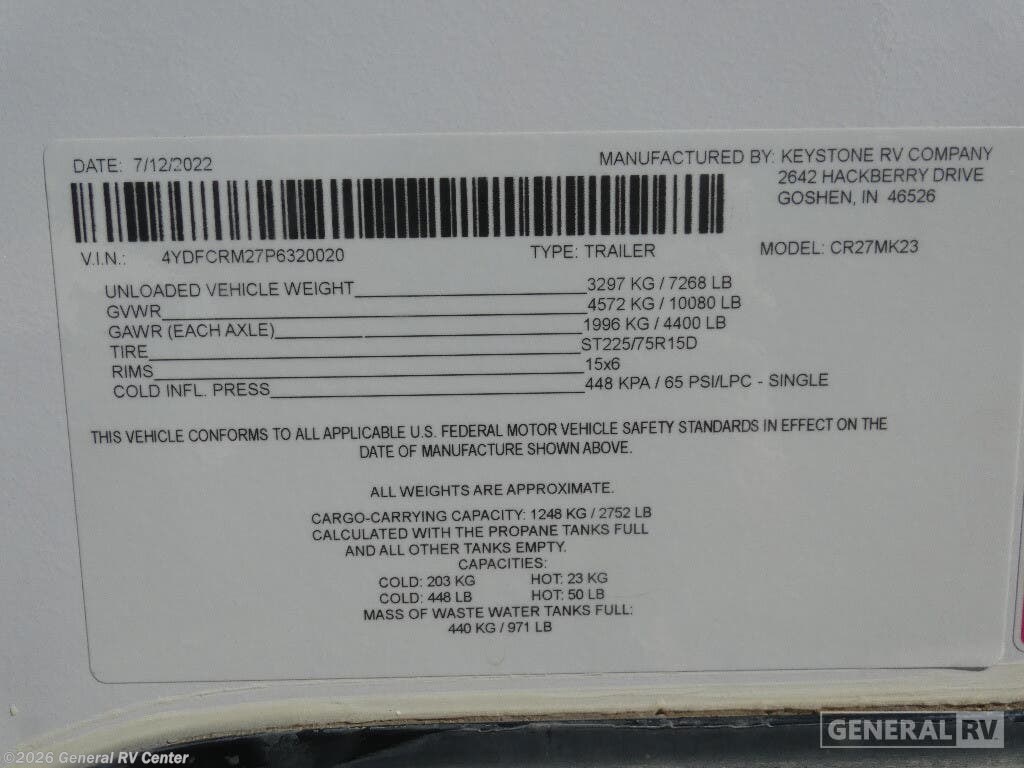 DATE: 7/12/2022
MANUFACTURED BY: KEYSTONE RV COMPANY
2642 HACKBERRY DRIVE
GOSHEN, IN 46526
V.I.N.: 4YDFCRM27P6320020 TYPE: TRAILER MODEL: CR27MK23
UNLOADED VEHICLE WEIGHT 3297 KG / 7268 LB
GVWR 4572 KG / 10080 LB
GAWR (EACH AXLE) 1996 KG / 4400 LB
TIRE ST225/75R15D
RIMS 15x6
COLD INFL. PRESS 448 KPA / 65 PSI/LPC - SINGLE
THIS VEHICLE CONFORMS TO ALL APPLICABLE U.S. FEDERAL MOTOR VEHICLE SAFETY STANDARDS IN EFFECT ON THE
DATE OF MANUFACTURE SHOWN ABOVE.
ALL WEIGHTS ARE APPROXIMATE.
CARGO-CARRYING CAPACITY: 1248 KG / 2752 LB
CALCULATED WITH THE PROPANE TANKS FULL
AND ALL OTHER TANKS EMPTY.
CAPACITIES:
COLD: 203 KG HOT: 23 KG
COLD: 448 LB HOT: 50 LB
MASS OF WASTE WATER TANKS FULL:
440 KG / 971 LB
GENERAL RV
©2026 General RV Center